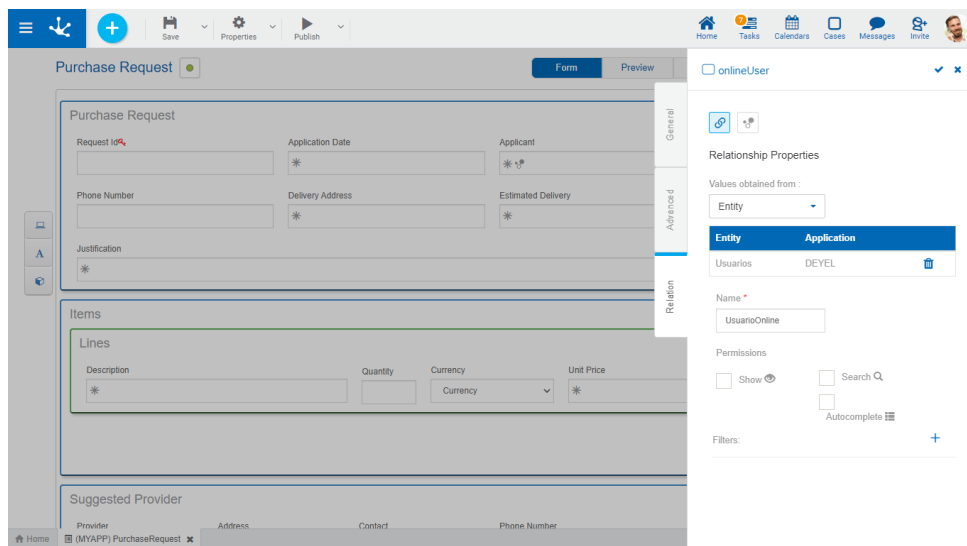 Save
Properties
Publish
Home
7
Tasks
Calendars
Cases
Messages
Invite
Purchase Request
Form
Preview
onlineUser
General
Advanced
Relation
Purchase Request
Request Id
Application Date
Applicant
Phone Number
Delivery Address
Estimated Delivery
Justification
A
Items
Lines
Description
Quantity
Currency
Unit Price
Currency
Suggested Provider
Provider
Address
Contact
Phone Number
Relationship Properties
Values obtained from :
Entity
Entity Application
Usuarios DEYEL
Name *
UsuarioOnline
Permissions
Show
Search
Autocomplete
Filters:
Home
(MYAPP) PurchaseRequest